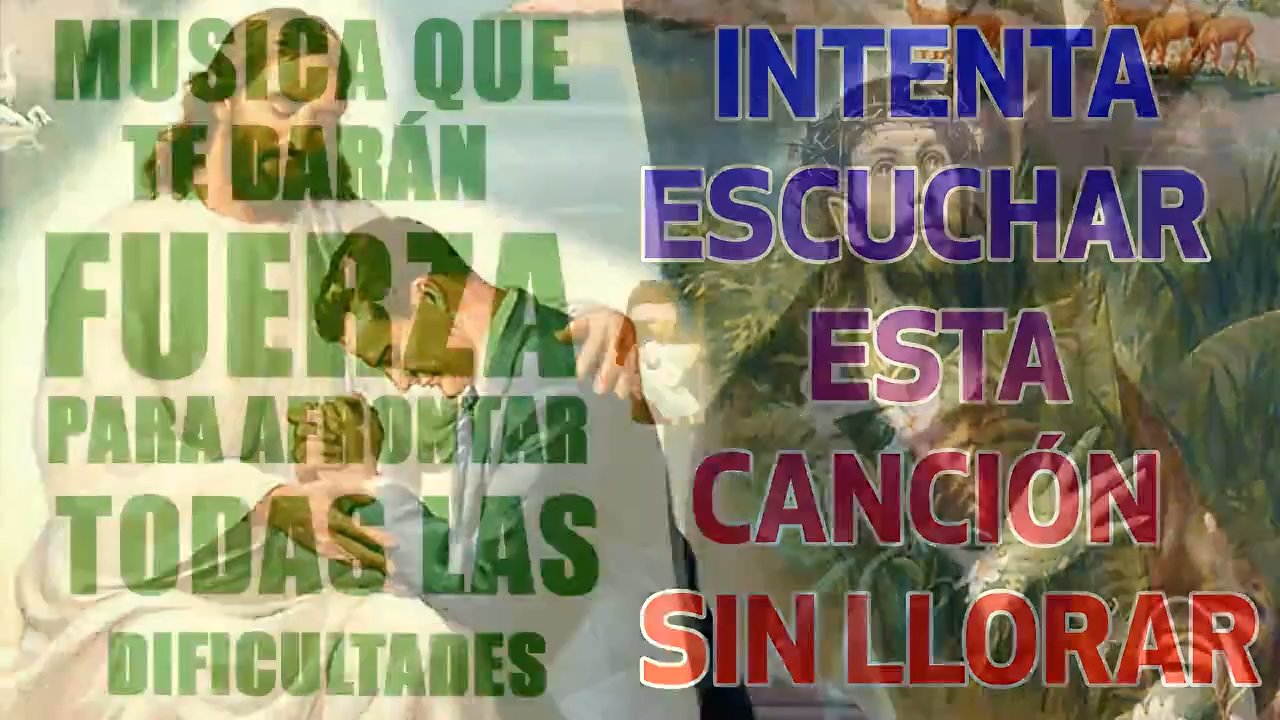 MUSICA QUE
TE DARÁN
FUERZA
PARA AFRONTAR
TODAS LAS
DIFICULTADES
INTENTA
ESCUCHAR
ESTA
CANCIÓN
SIN LLORAR